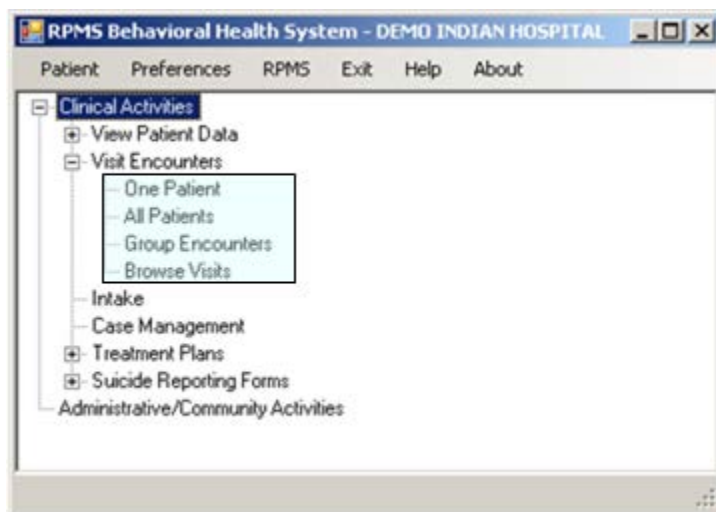 RPMS Behavioral Health System - DEMO INDIAN HOSPITAL
Patient Preferences RPMS Exit Help About
Clinical Activities
View Patient Data
Visit Encounters
One Patient
All Patients
Group Encounters
Browse Visits
Intake
Case Management
Treatment Plans
Suicide Reporting Forms
Administrative/Community Activities